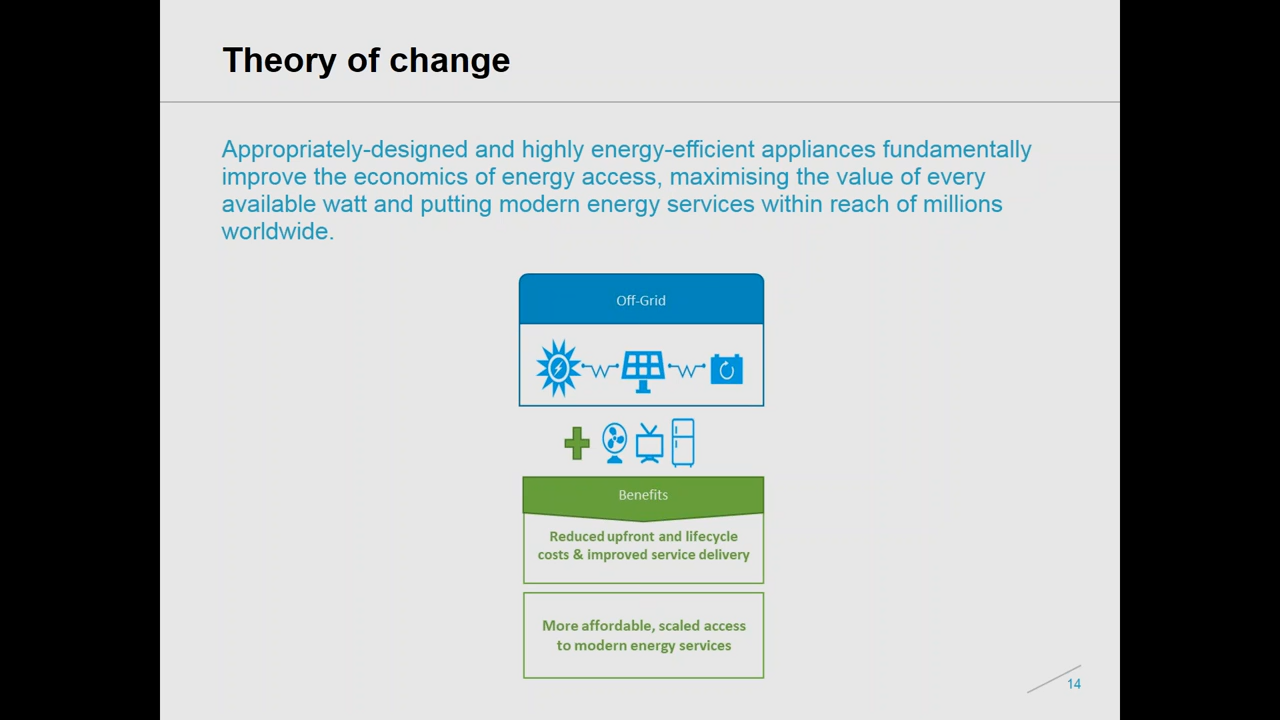 Theory of change
Appropriately-designed and highly energy-efficient appliances fundamentally
improve the economics of energy access, maximising the value of every
available watt and putting modern energy services within reach of millions
worldwide.
Off-Grid
Benefits
Reduced upfront and lifecycle
costs & improved service delivery
More affordable, scaled access
to modern energy services
14